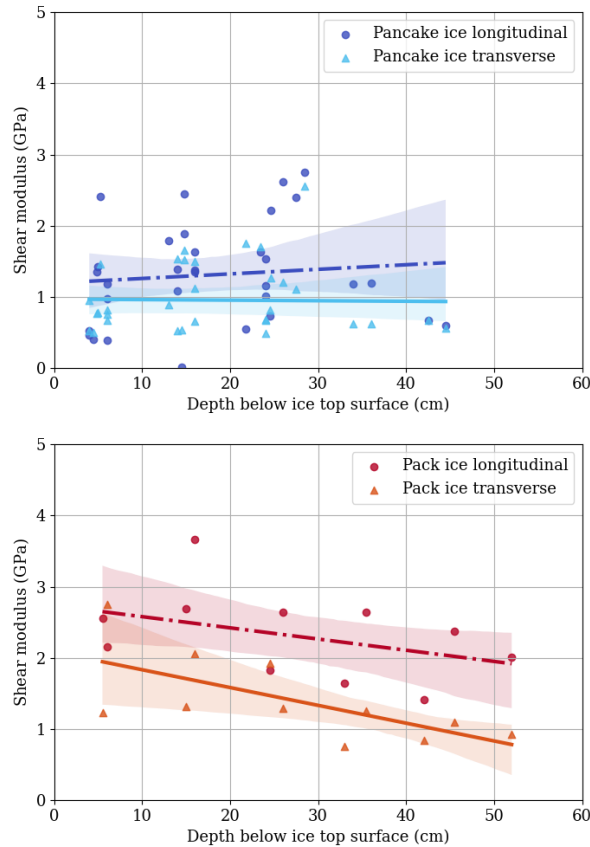 5
4
3
2
1
0
Shear modulus (GPa)
Pancake ice longitudinal
Pancake ice transverse
0 10 20 30 40 50 60
Depth below ice top surface (cm)
5
4
3
2
1
0
Shear modulus (GPa)
Pack ice longitudinal
Pack ice transverse
0 10 20 30 40 50 60
Depth below ice top surface (cm)